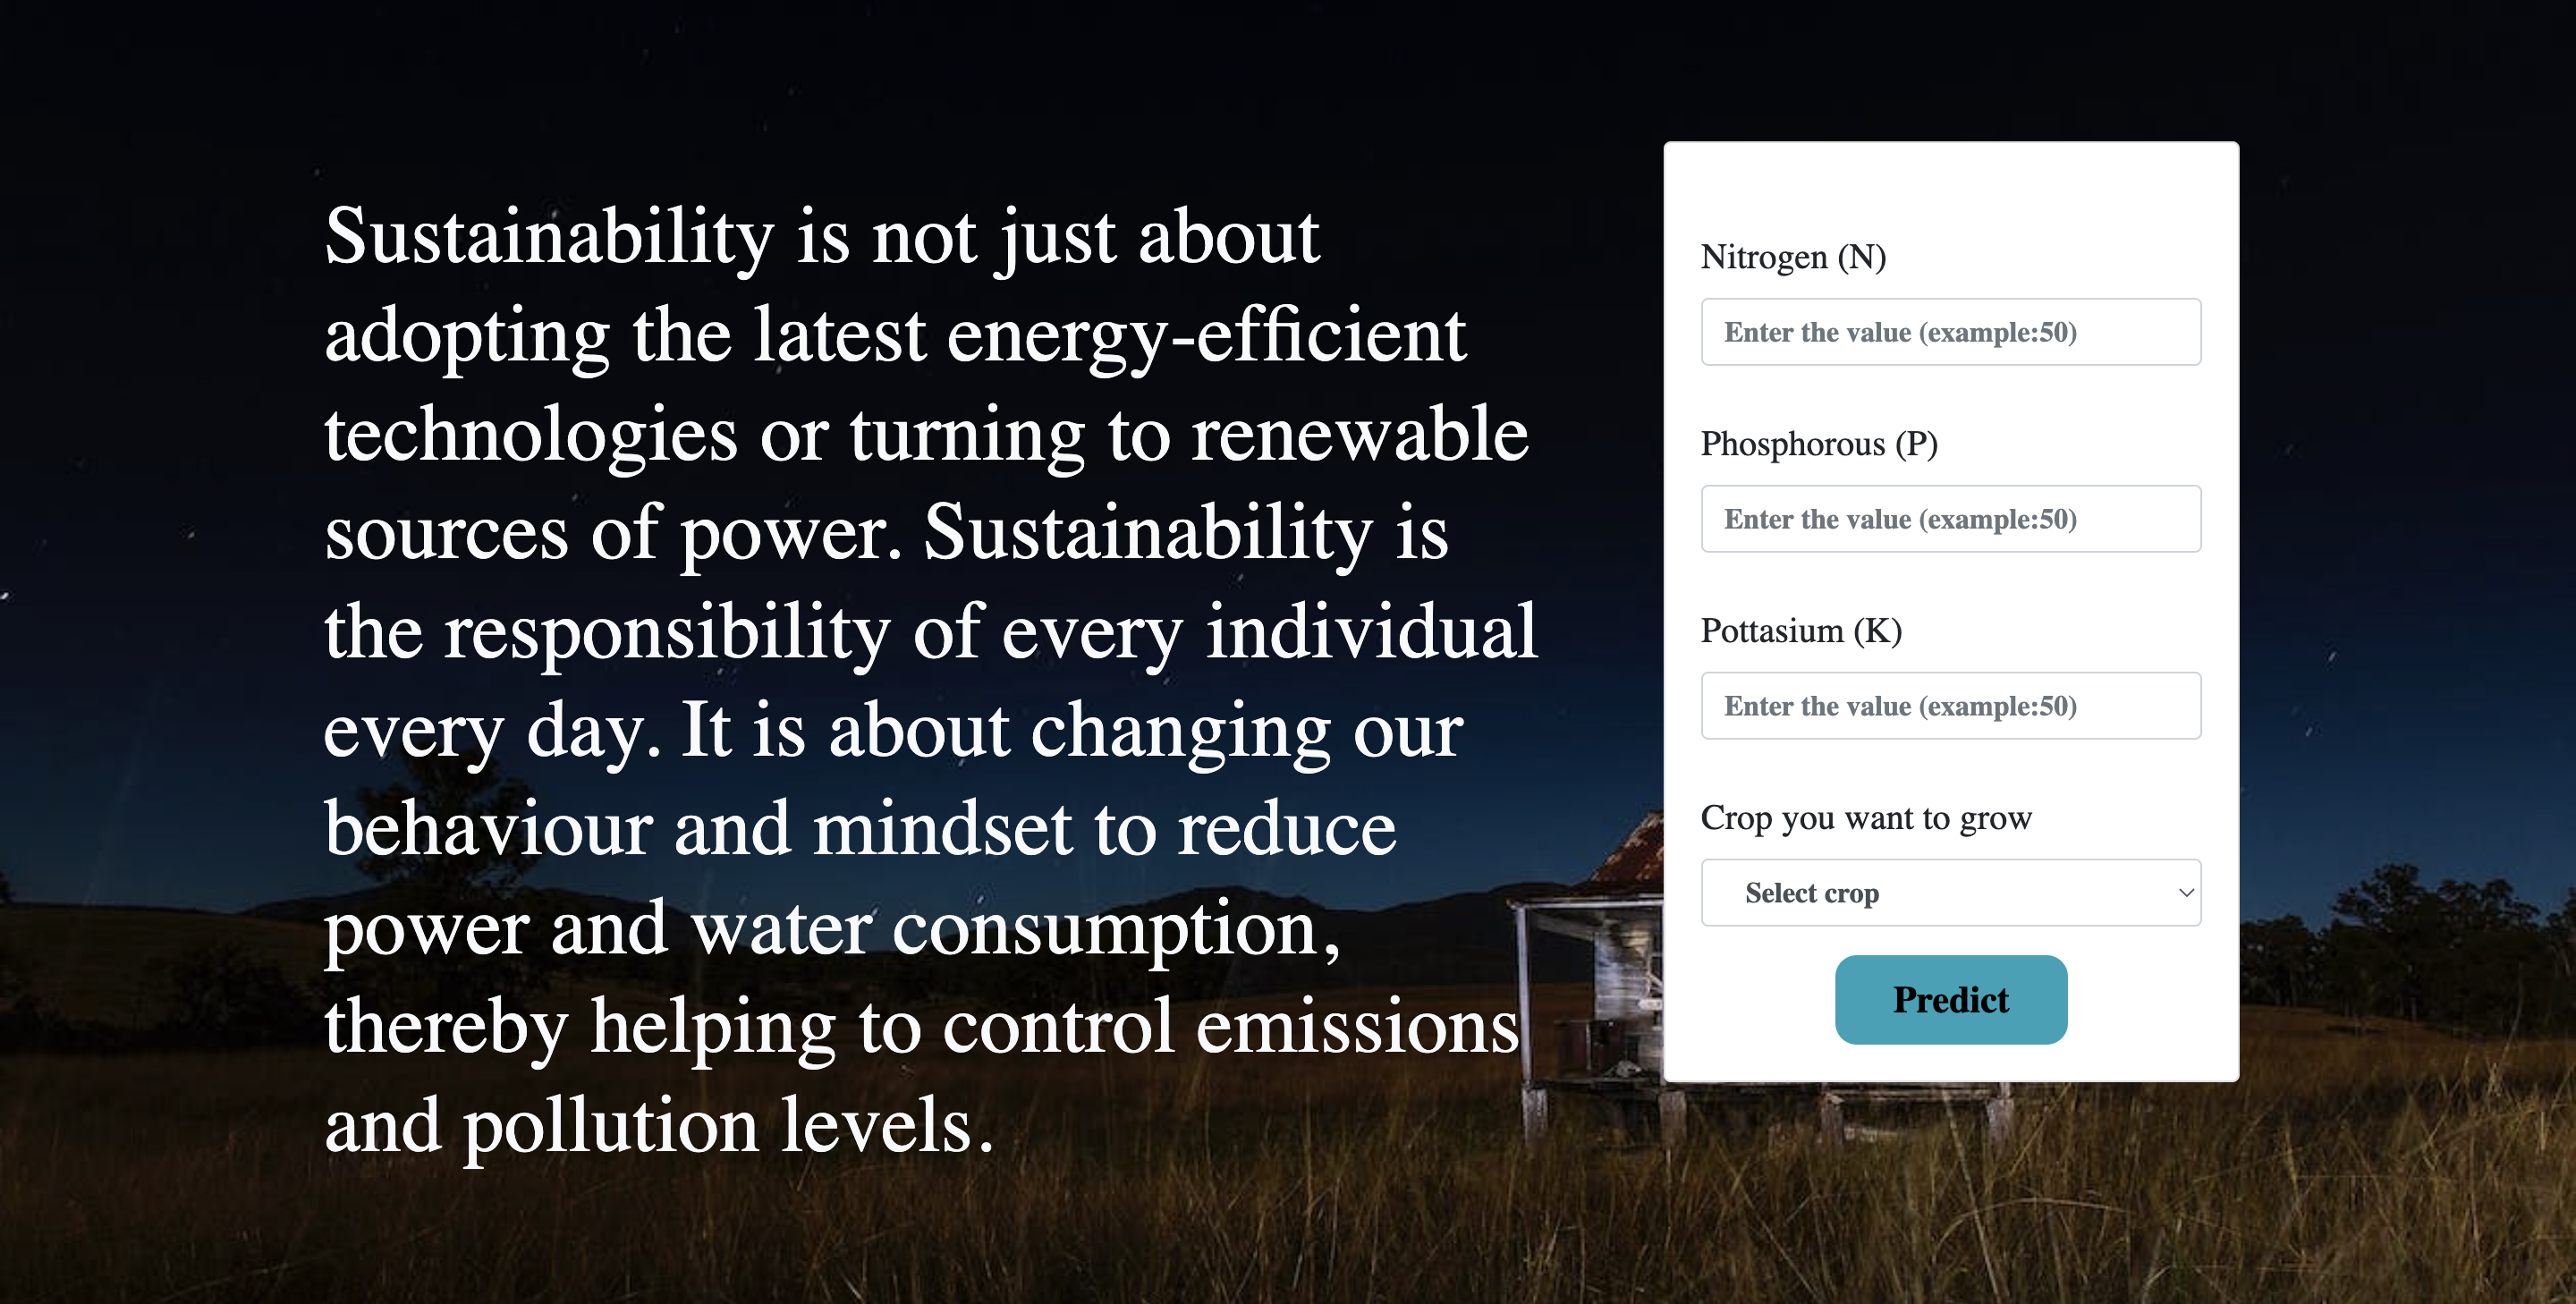 Sustainability is not just about
adopting the latest energy-efficient
technologies or turning to renewable
sources of power. Sustainability is
the responsibility of every individual
every day. It is about changing our
behaviour and mindset to reduce
power and water consumption,
thereby helping to control emissions
and pollution levels.
Nitrogen (N)
Enter the value (example:50)
Phosphorous (P)
Enter the value (example:50)
Pottasium (K)
Enter the value (example:50)
Crop you want to grow
Select crop
Predict